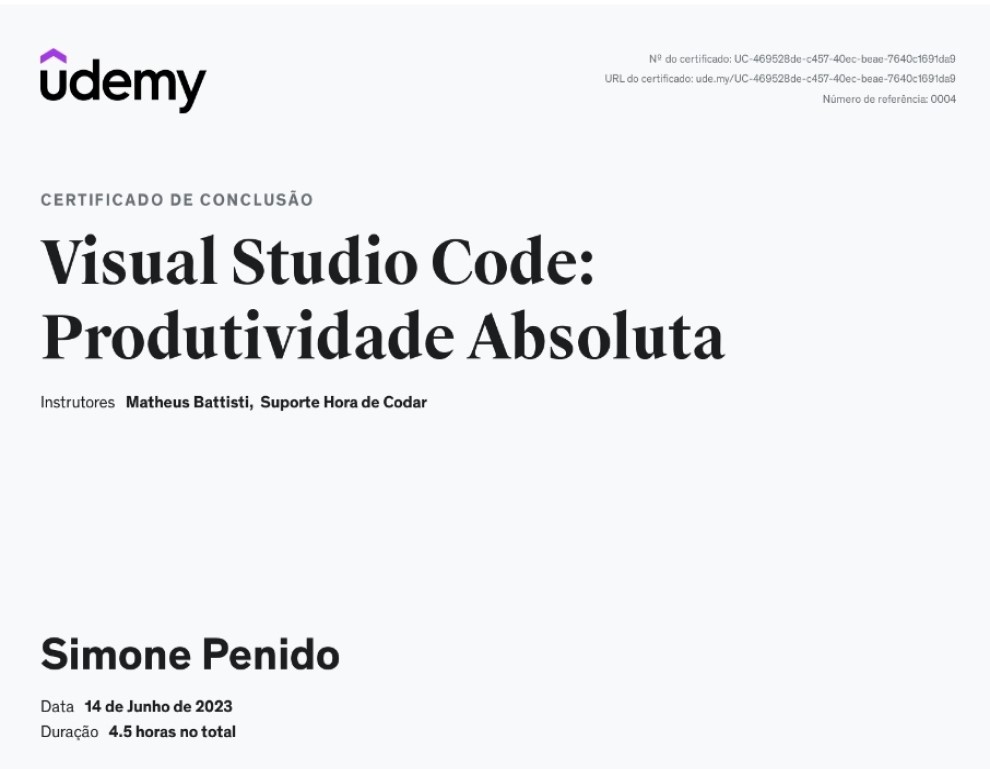 udemy
Nº do certificado: UC-469528de-c457-40ec-beae-7640c1691da9
URL do certificado: ude.my/UC-469528de-c457-40ec-beae-7640c1691da9
Número de referência: 0004
CERTIFICADO DE CONCLUSÃO
Visual Studio Code:
Produtividade Absoluta
Instrutores Matheus Battisti, Suporte Hora de Codar
Simone Penido
Data 14 de Junho de 2023
Duração 4.5 horas no total